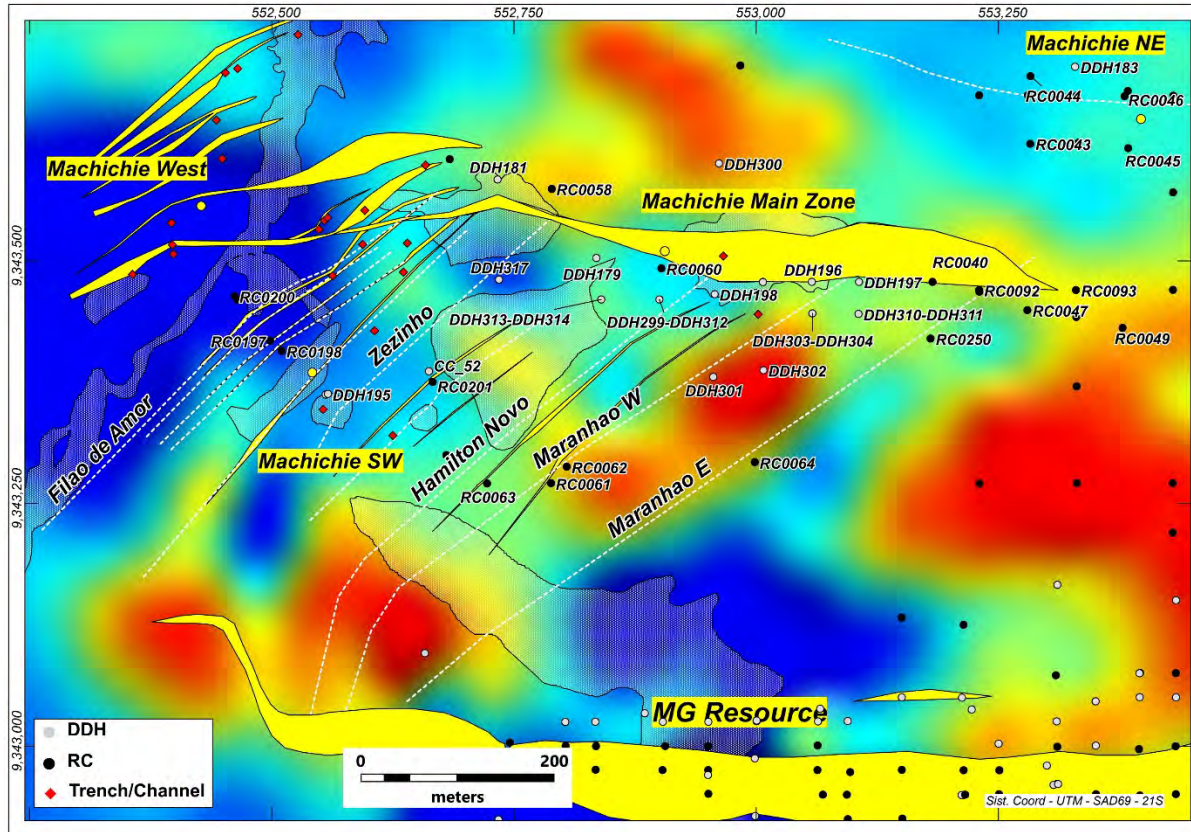 552,500
552,750
553,000
553,250
Machichie NE
DDH183
RC0044
RC0046
RC0043
RC0045
Machichie West
DDH181
DDH300
RC0058
Machichie Main Zone
9,343,500
DDH317
DDH179
RC0060
DDH196
RC0040
RC0200
DDH198
DDH197
RC0092
RC0093
DDH313-DDH314
DDH299-DDH312
DDH310-DDH311
RC0047
RC0197
RC0198
Zezinho
DDH303-DDH304
RC0250
RC0049
CC_52
RC0201
DDH301
DDH302
DDH195
Filao de Amor
Machichie SW
Hamilton Novo
Maranhao W
Maranhao E
RC0062
RC0064
RC0063
RC0061
9,343,250
MG Resource
9,343,000
DDH
RC
Trench/Channel
0
200
meters
Sist. Coord - UTM - SAD69 - 21S